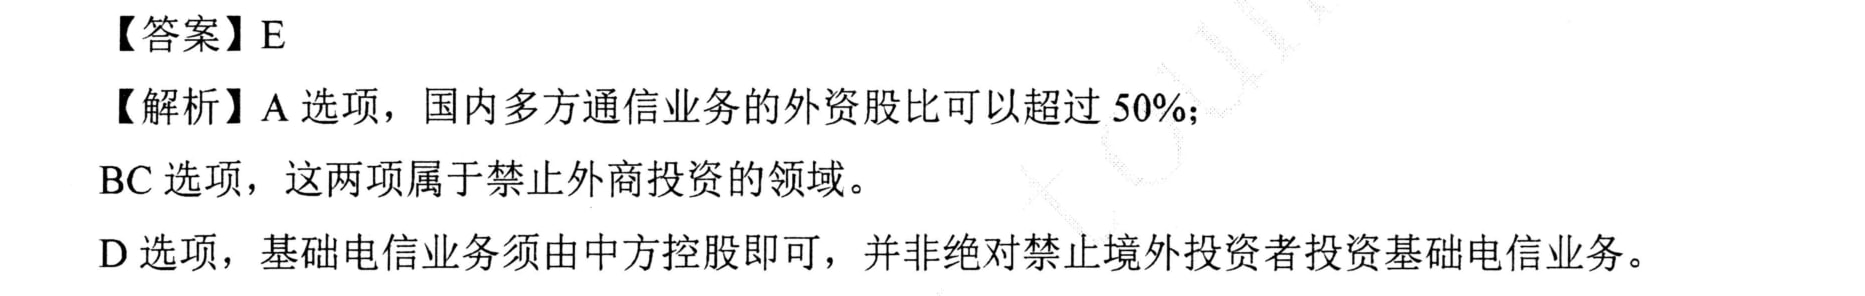 【答案】E
【解析】A 选项，国内多方通信业务的外资股比可以超过 50%；
BC 选项，这两项属于禁止外商投资的领域。
D 选项，基础电信业务须由中方控股即可，并非绝对禁止境外投资者投资基础电信业务。